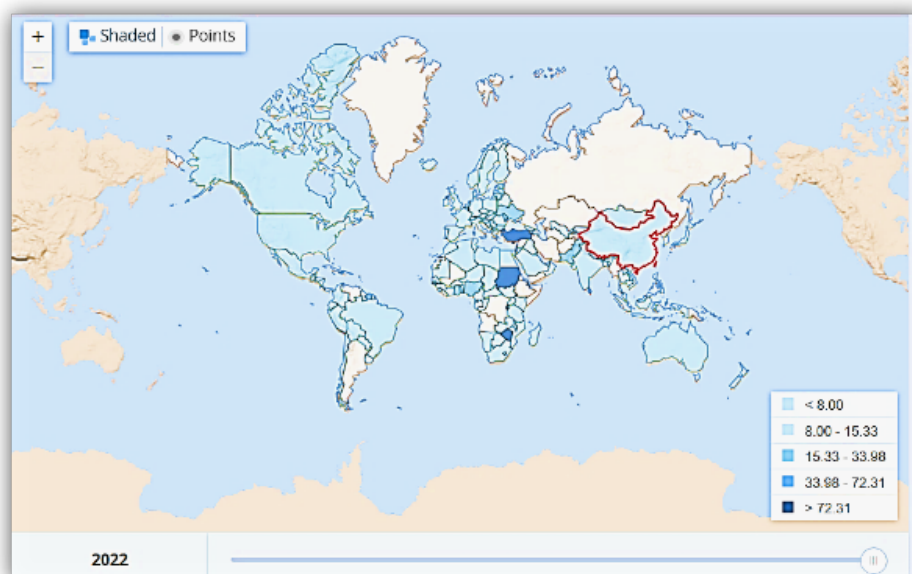 +
Shaded Points
−
< 8.00
8.00 - 15.33
15.33 - 33.98
33.98 - 72.31
> 72.31
2022